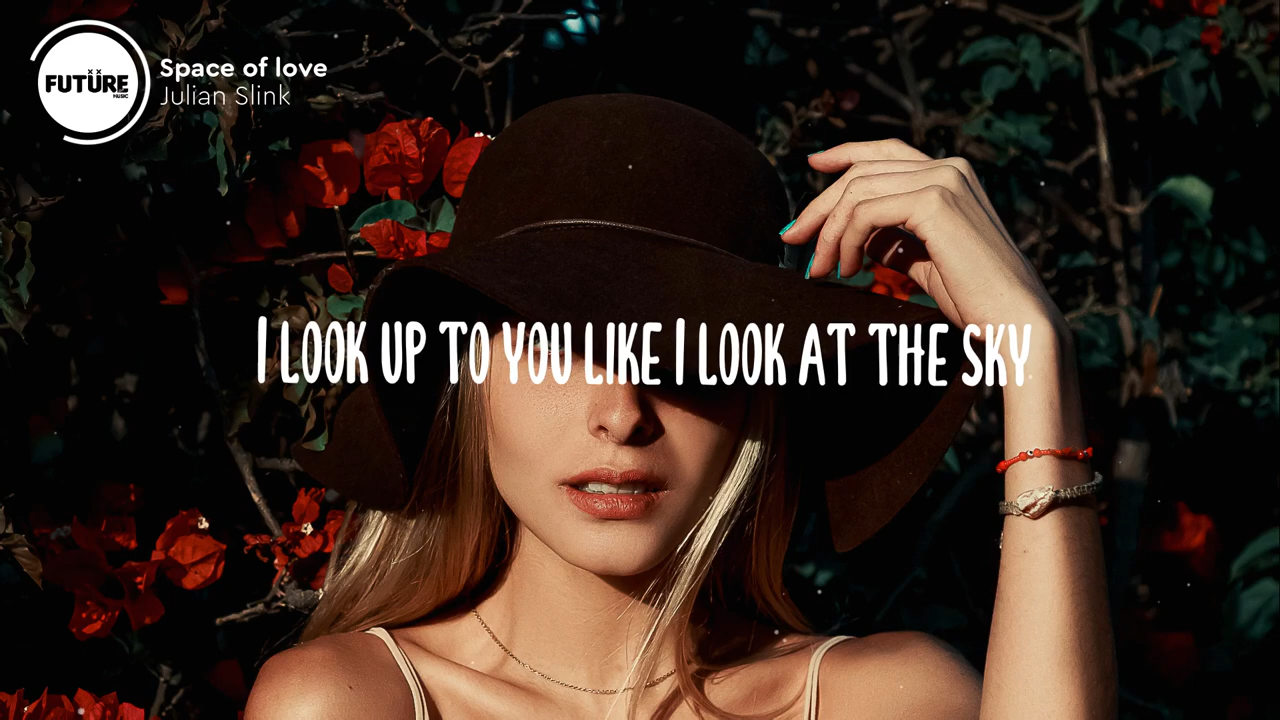 Space of love
FUTURE
MUSIC
Julian Slink
I LOOK UP TO YOU LIKE I LOOK AT THE SKY